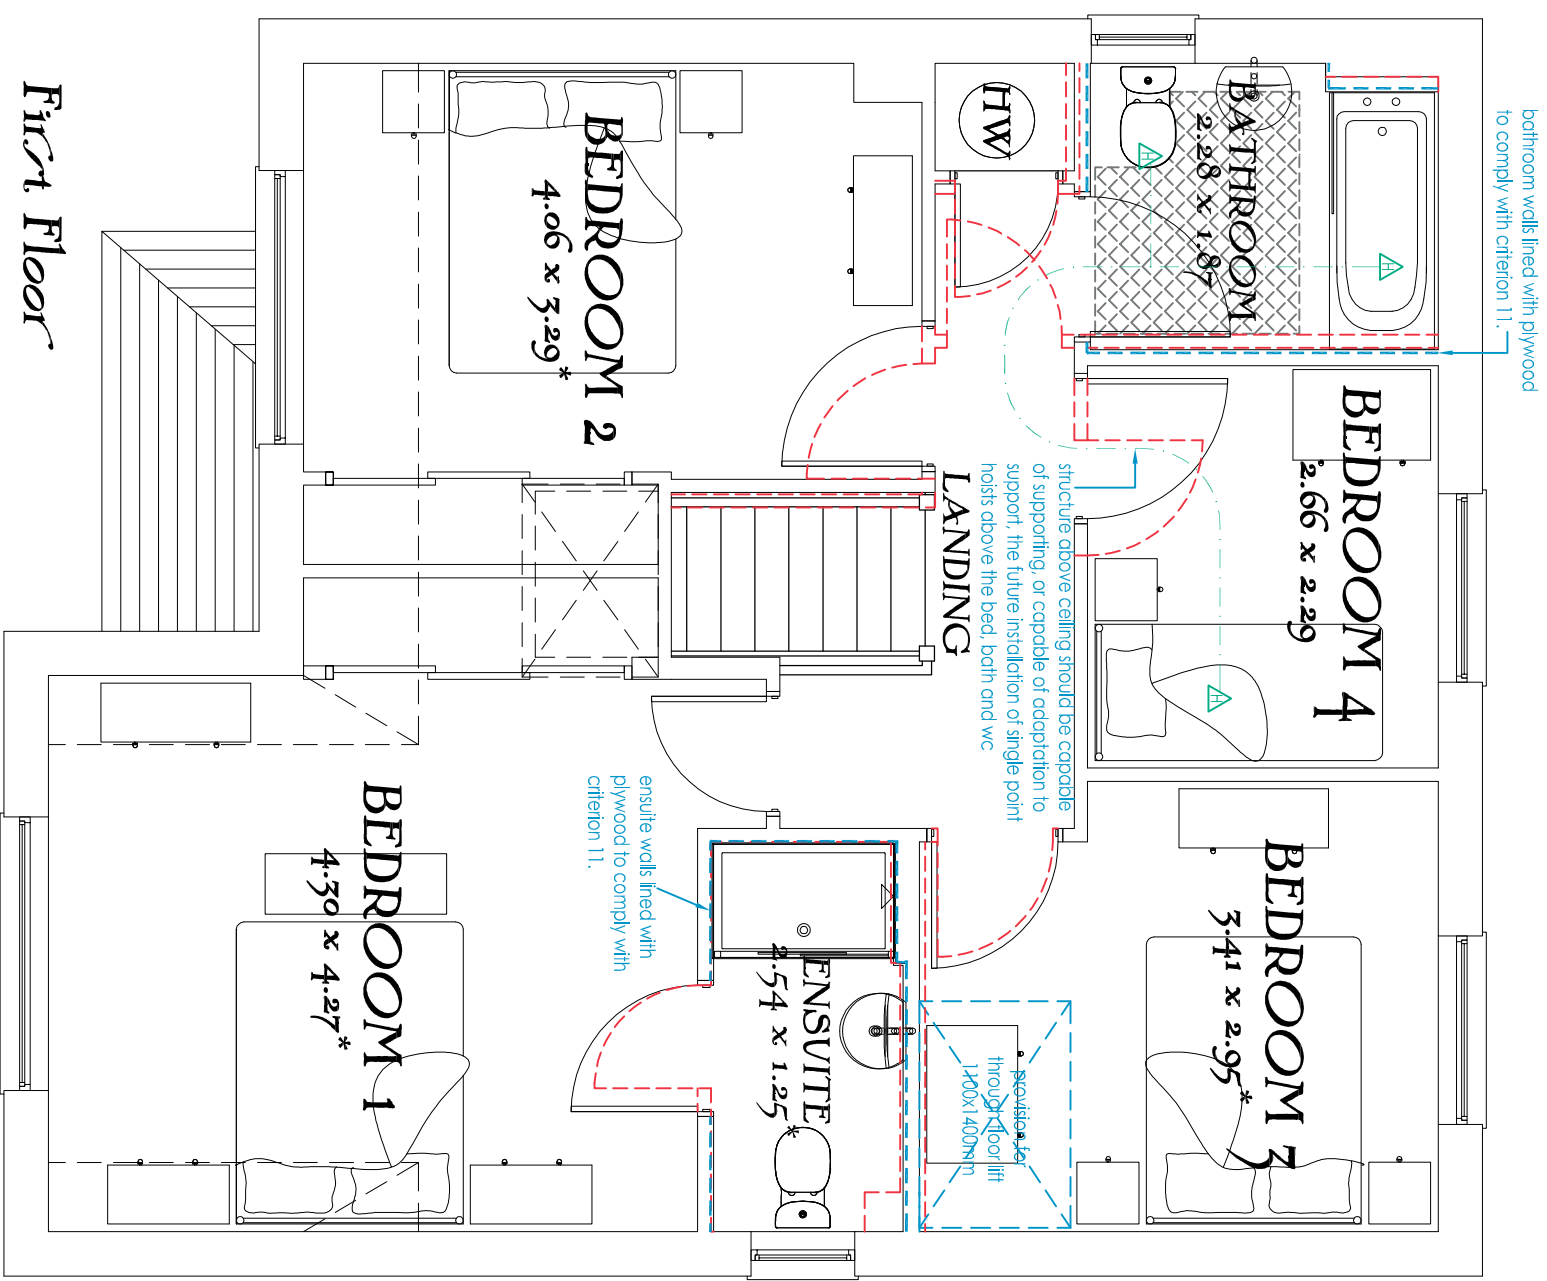 bathroom walls lined with plywood
to comply with criterion 11.
BATHROOM
2.28 x 1.87
HW
BEDROOM 4
2.66 x 2.29
BEDROOM 2
4.06 x 3.29*
LANDING
structure above ceiling should be capable
of supporting, or capable of adaptation to
support, the future installation of single point
hoists above the bed, bath and wc
H
H
H
BEDROOM 3
3.41 x 2.95*
provision for
through floor lift
1100x1400mm
ensuite walls lined with
plywood to comply with
criterion 11.
ENSUITE
2.54 x 1.25*
BEDROOM 1
4.30 x 4.27*
First Floor